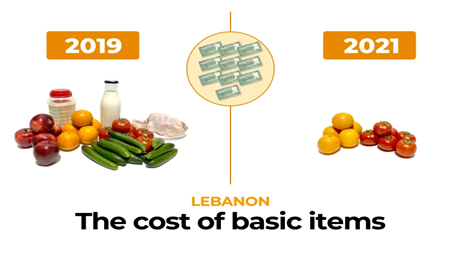 2019
2021
LEBANON
The cost of basic items